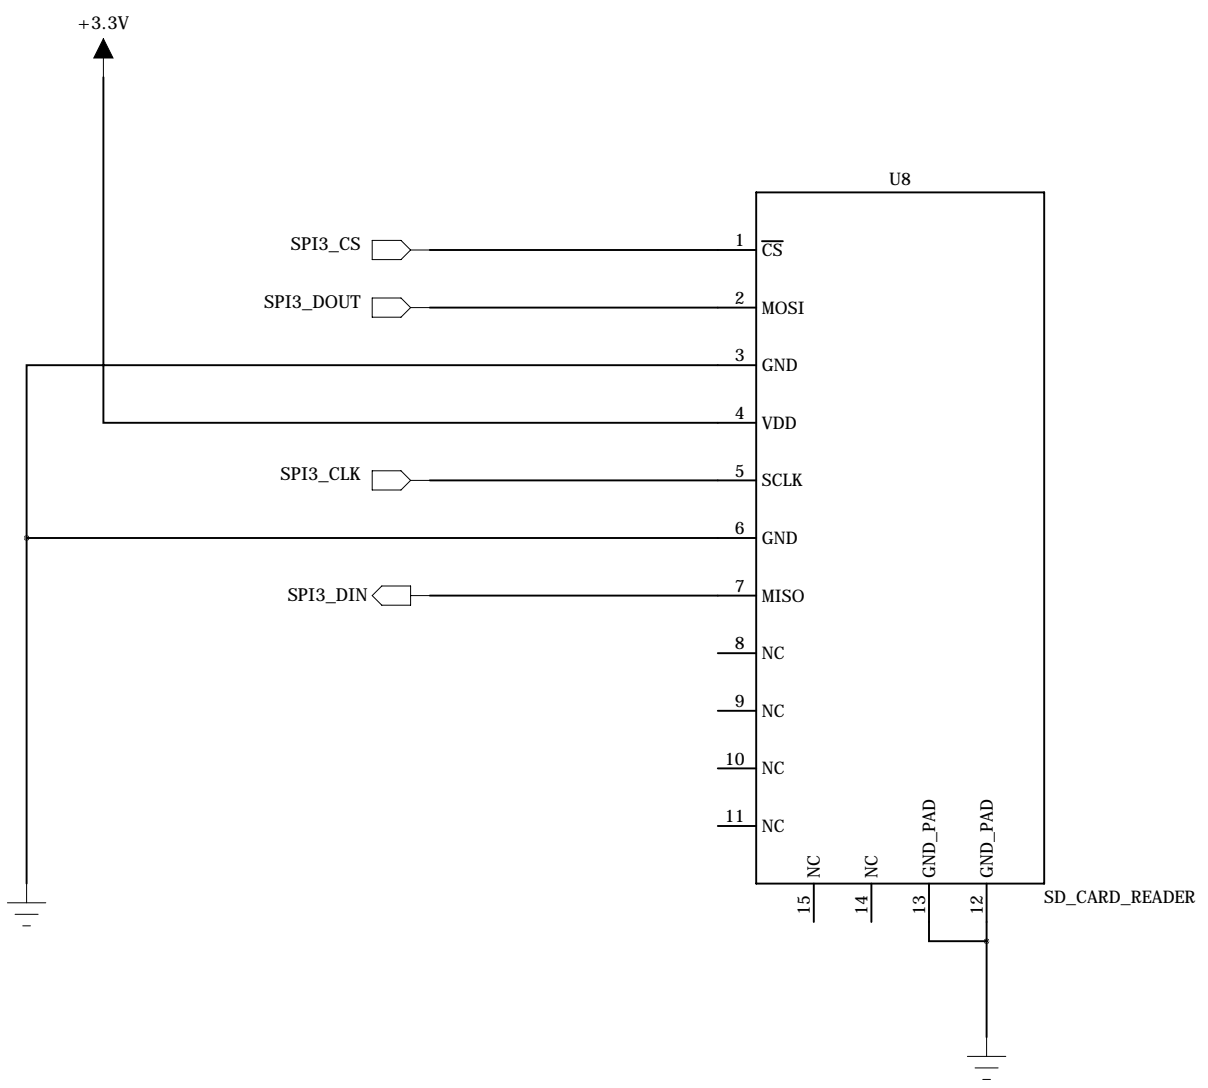 +3.3V
U8
SPI3_CS
1
CS
SPI3_DOUT
2
MOSI
3
GND
4
VDD
SPI3_CLK
5
SCLK
6
GND
SPI3_DIN
7
MISO
8
NC
9
NC
10
NC
11
NC
NC
NC
GND_PAD
GND_PAD
15
14
13
12
SD_CARD_READER